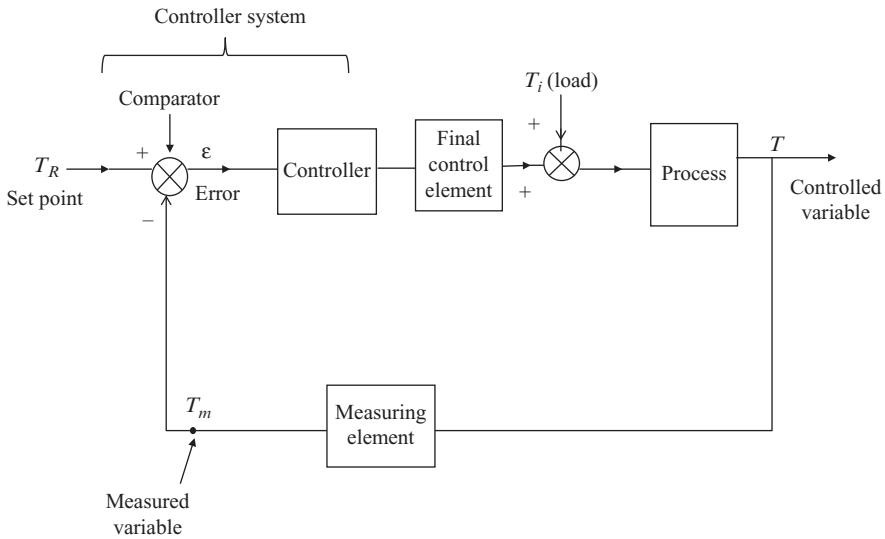 Controller system
Comparator
T_i (load)
+
+
ε
T_R
Set point
Error
−
Controller
Final
control
element
+
Process
T
Controlled
variable
T_m
Measuring
element
Measured
variable